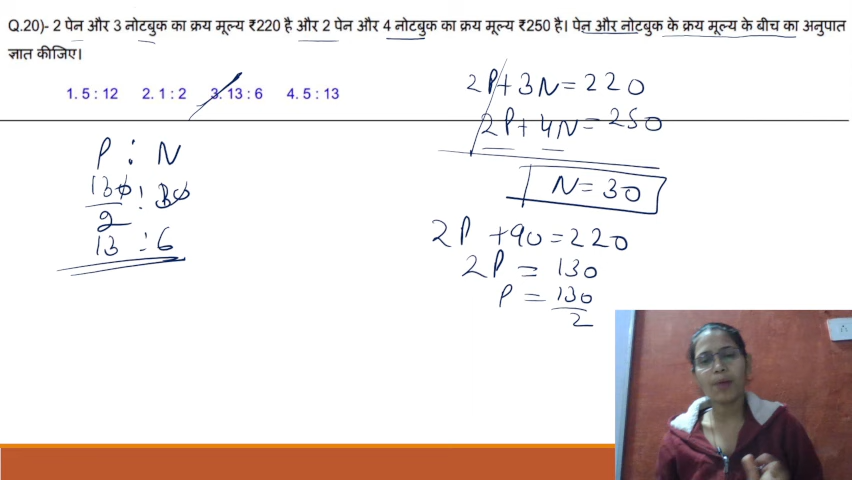 Q.20)- 2 पेन और 3 नोटबुक का क्रय मूल्य ₹220 है और 2 पेन और 4 नोटबुक का क्रय मूल्य ₹250 है। पेन और नोटबुक के क्रय मूल्य के बीच का अनुपात
ज्ञात कीजिए।
1. 5 : 12 2. 1 : 2 3. 13 : 6 4. 5 : 13
2P + 3N = 220
2P + 4N = 250
N = 30
2P + 90 = 220
2P = 130
P = 130
2
P : N
130 : 30
2
13 : 6